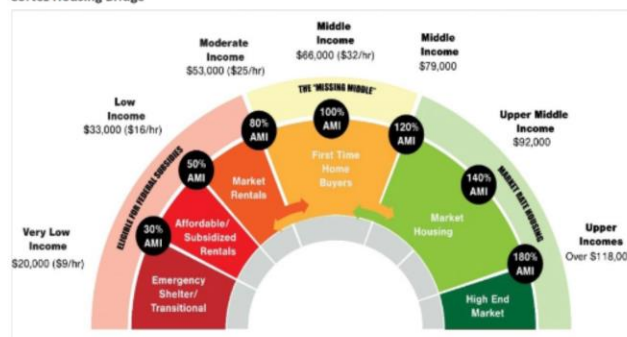 Middle
Income
$66,000 ($32/hr)
Middle
Income
$79,000
Moderate
Income
$53,000 ($25/hr)
THE "MISSING MIDDLE"
Low
Income
$33,000 ($16/hr)
Upper Middle
Income
$92,000
100%
AMI
80%
AMI
120%
AMI
First Time
Home
Buyers
50%
AMI
140%
AMI
Market
Rentals
ELIGIBLE FOR FEDERAL SUBSIDIES
MARKET RATE HOUSING
Market
Housing
Very Low
Income
$20,000 ($9/hr)
30%
AMI
Affordable/
Subsidized
Rentals
180%
AMI
Upper
Incomes
Over $118,00
Emergency
Shelter/
Transitional
High End
Market